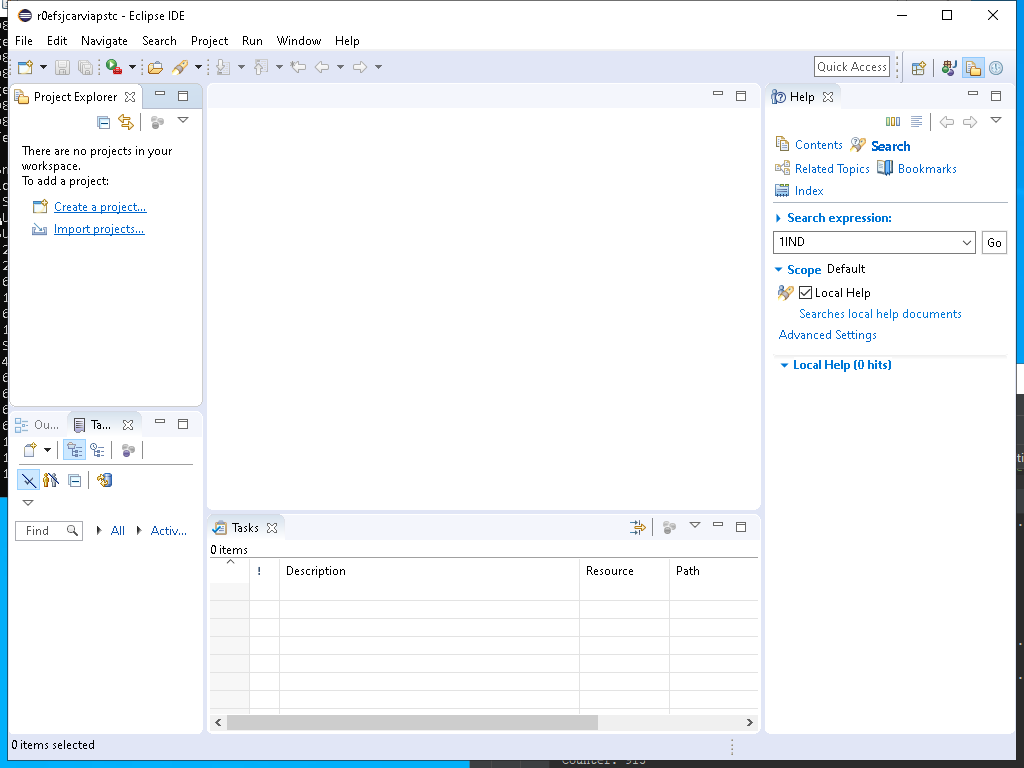 r0efsjcarviapstc - Eclipse IDE
File Edit Navigate Search Project Run Window Help
Quick Access
Project Explorer
There are no projects in your
workspace.
To add a project:
Create a project...
Import projects...
Ou...
Ta...
Find
All
Activ...
Tasks
0 items
! Description Resource Path
Help
Contents
Search
Related Topics
Bookmarks
Index
Search expression:
1IND
Go
Scope Default
Local Help
Searches local help documents
Advanced Settings
Local Help (0 hits)
0 items selected